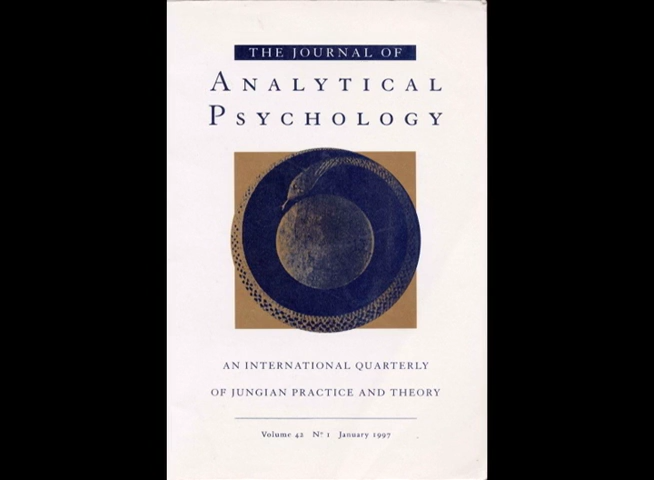 THE JOURNAL OF
ANALYTICAL
PSYCHOLOGY
AN INTERNATIONAL QUARTERLY
OF JUNGIAN PRACTICE AND THEORY
Volume 42 Nº 1 January 1997